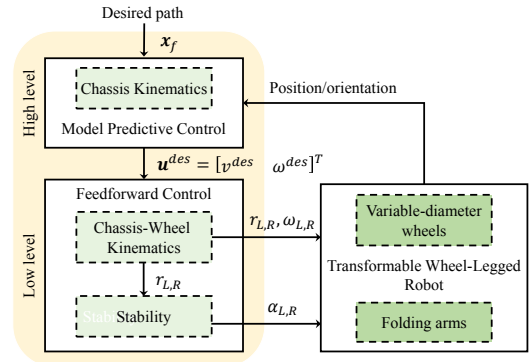 Desired path
𝒙_f
High level
Chassis Kinematics
Model Predictive Control
Position/orientation
𝒖^des = [v^des ω^des]^T
Low level
Feedforward Control
Chassis-Wheel
Kinematics
r_L,R, ω_L,R
r_L,R
Stab Stability
α_L,R
Variable-diameter
wheels
Transformable Wheel-Legged
Robot
Folding arms